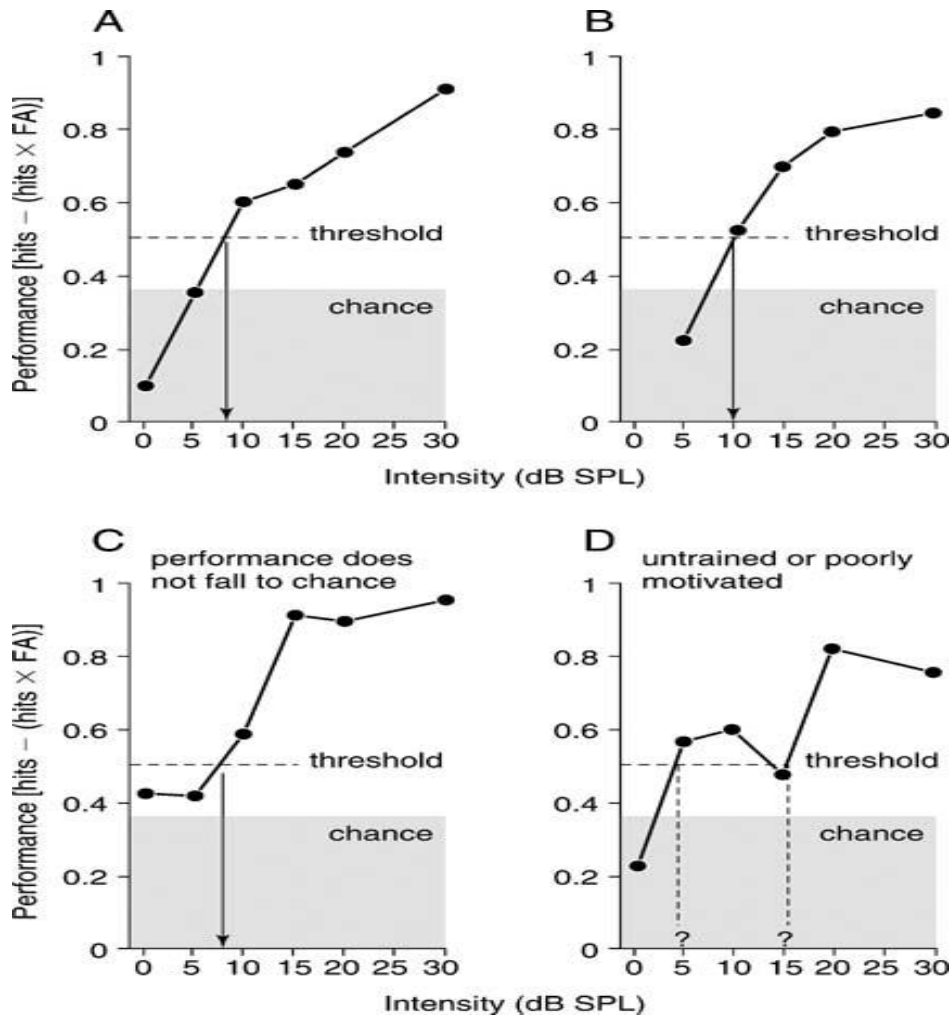 A
Performance [hits − (hits × FA)]
1
0.8
0.6
0.4
0.2
0
threshold
chance
0 5 10 15 20 30
B
1
0.8
0.6
0.4
0.2
0
threshold
chance
0 5 10 15 20 30
Intensity (dB SPL)
C
performance does
not fall to chance
Performance [hits − (hits × FA)]
1
0.8
0.6
0.4
0.2
0
threshold
chance
0 5 10 15 20 30
D
untrained or poorly
motivated
1
0.8
0.6
0.4
0.2
0
threshold
chance
? ?
0 5 10 15 20 30
Intensity (dB SPL)